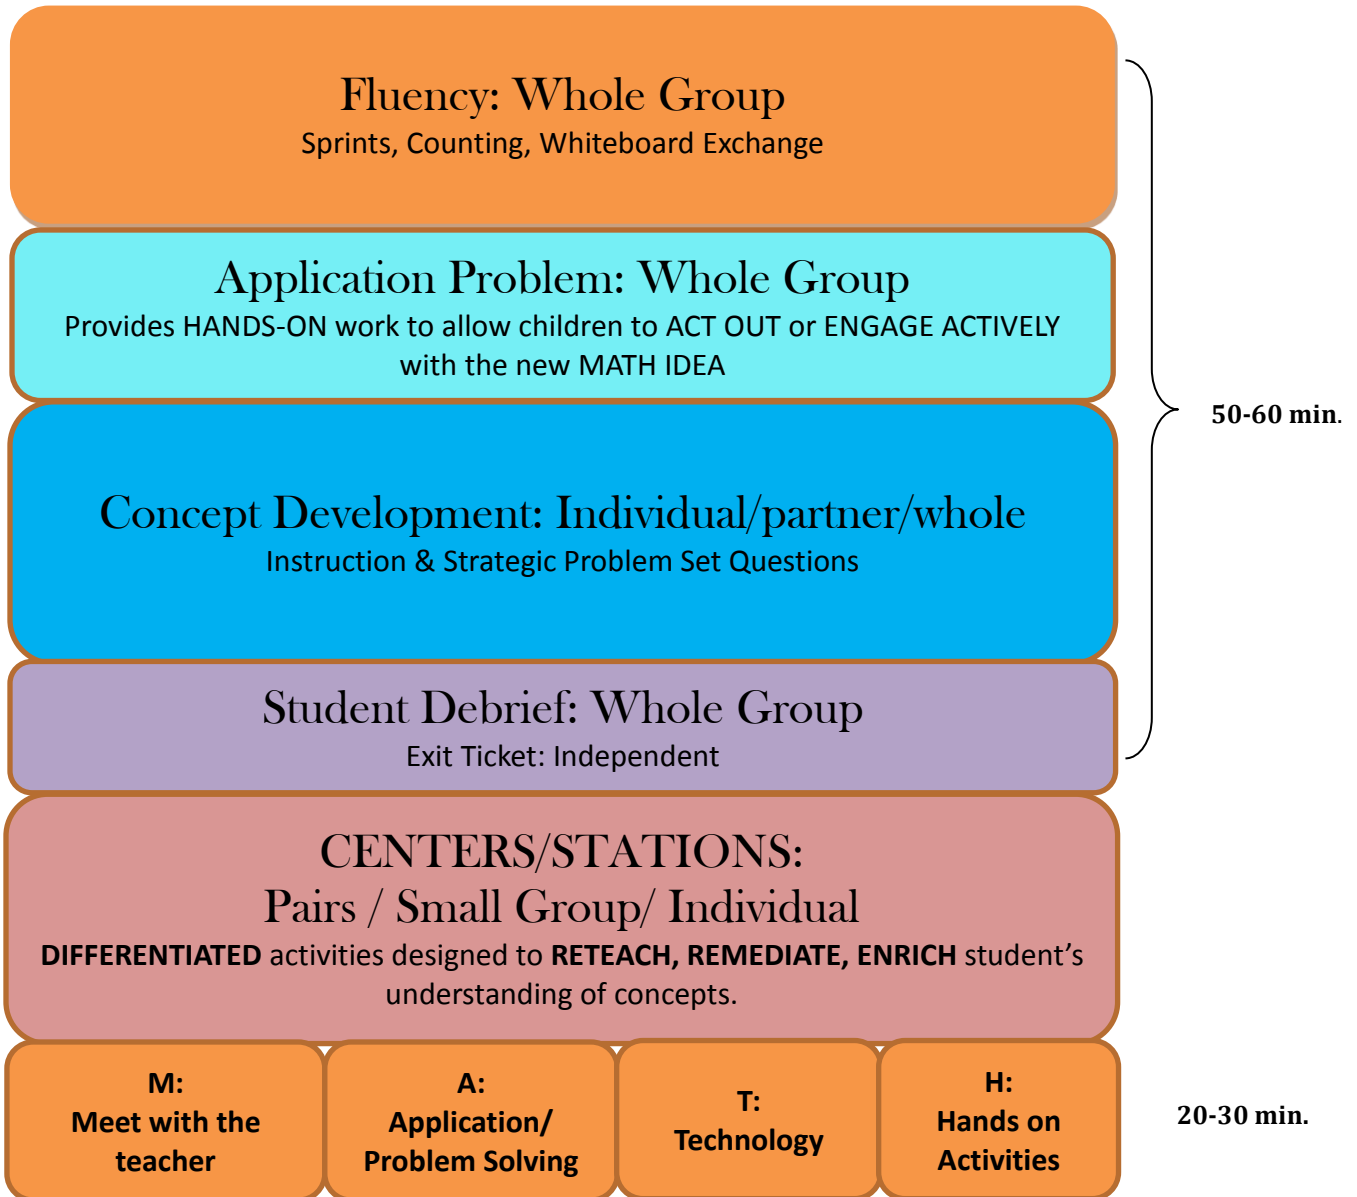 Fluency: Whole Group
Sprints, Counting, Whiteboard Exchange
Application Problem: Whole Group
Provides HANDS-ON work to allow children to ACT OUT or ENGAGE ACTIVELY
with the new MATH IDEA
50-60 min.
Concept Development: Individual/partner/whole
Instruction & Strategic Problem Set Questions
Student Debrief: Whole Group
Exit Ticket: Independent
CENTERS/STATIONS:
Pairs / Small Group/ Individual
DIFFERENTIATED activities designed to RETEACH, REMEDIATE, ENRICH student’s
understanding of concepts.
M:
Meet with the
teacher
A:
Application/
Problem Solving
T:
Technology
H:
Hands on
Activities
20-30 min.